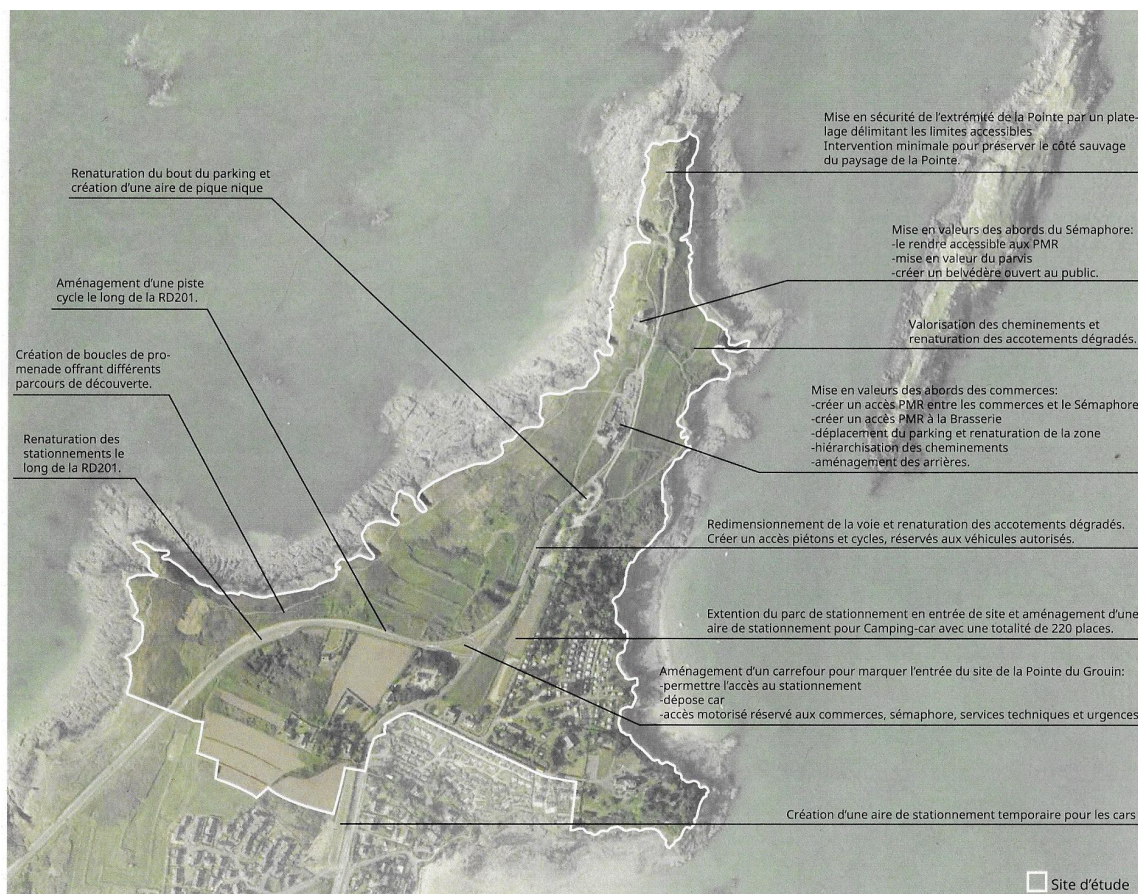 Mise en sécurité de l'extrémité de la Pointe par un plate-
lage délimitant les limites accessibles
Intervention minimale pour préserver le côté sauvage
du paysage de la Pointe.
Renaturation du bout du parking et
création d'une aire de pique nique
Mise en valeurs des abords du Sémaphore:
-le rendre accessible aux PMR
-mise en valeur du parvis
-créer un belvédère ouvert au public.
Aménagement d'une piste
cycle le long de la RD201.
Valorisation des cheminements et
renaturation des accotements dégradés.
Création de boucles de pro-
menade offrant différents
parcours de découverte.
Mise en valeurs des abords des commerces:
-créer un accès PMR entre les commerces et le Sémaphore
-créer un accès PMR à la Brasserie
-déplacement du parking et renaturation de la zone
-hiérarchisation des cheminements
-aménagement des arrières.
Renaturation des
stationnements le
long de la RD201.
Redimensionnement de la voie et renaturation des accotements dégradés.
Créer un accès piétons et cycles, réservés aux véhicules autorisés.
Extention du parc de stationnement en entrée de site et aménagement d'une
aire de stationnement pour Camping-car avec une totalité de 220 places.
Aménagement d'un carrefour pour marquer l'entrée du site de la Pointe du Grouin:
-permettre l'accès au stationnement
-dépose car
-accès motorisé réservé aux commerces, sémaphore, services techniques et urgences
Création d'une aire de stationnement temporaire pour les cars
Site d'étude